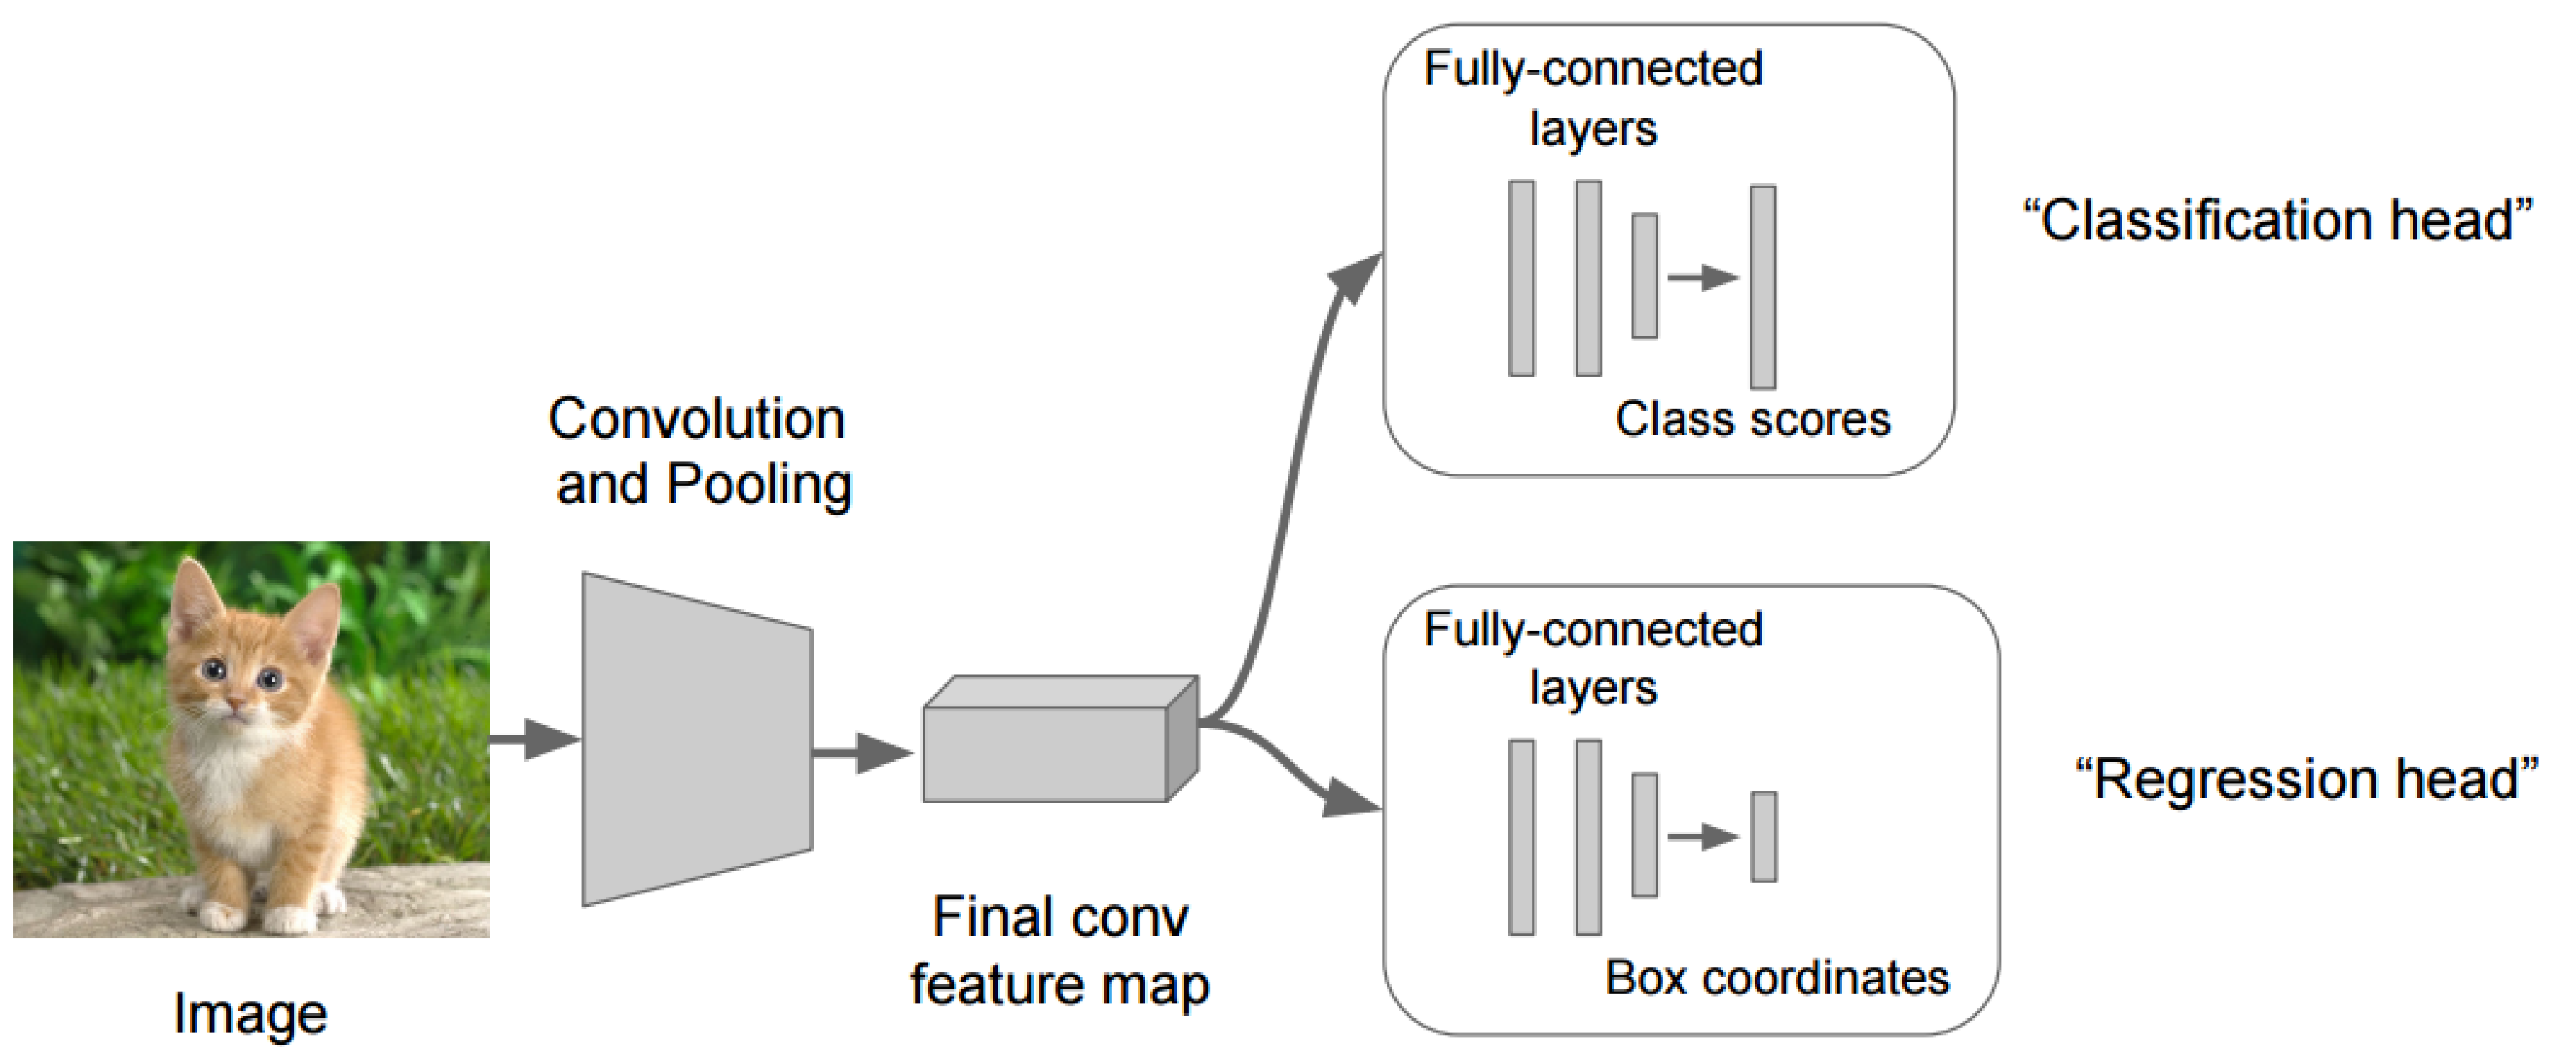 Fully-connected
layers
Class scores
“Classification head”
Convolution
and Pooling
Image
Final conv
feature map
Fully-connected
layers
Box coordinates
“Regression head”